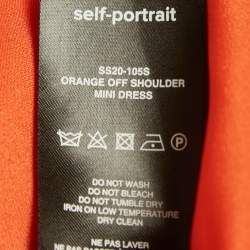 self-portrait
SS20-105S
ORANGE OFF SHOULDER
MINI DRESS
P
DO NOT WASH
DO NOT BLEACH
DO NOT TUMBLE DRY
IRON ON LOW TEMPERATURE
DRY CLEAN
NE PAS LAVER